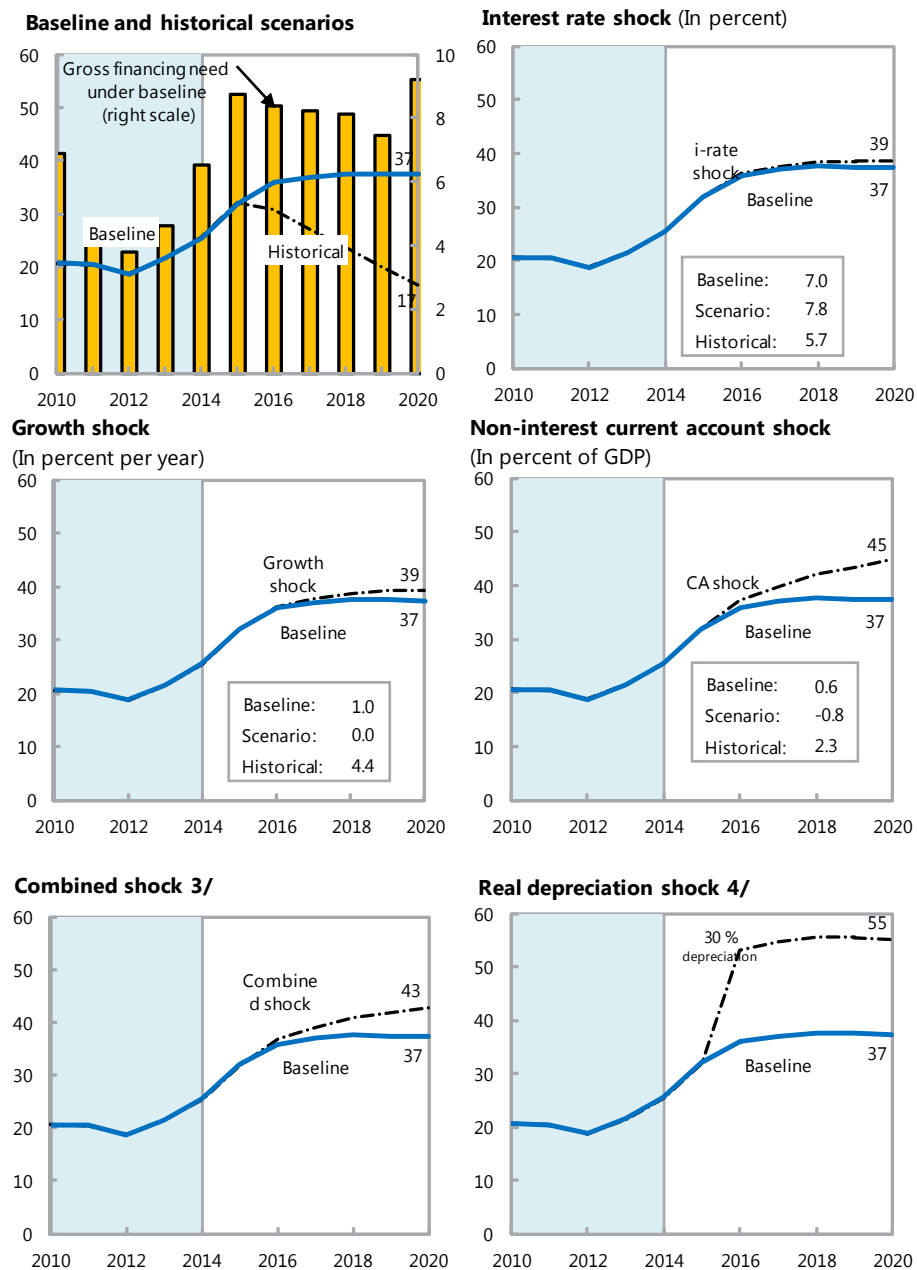 Baseline and historical scenarios
60
50
40
30
20
10
0
10
8
6
4
2
0
Gross financing need
under baseline
(right scale)
Baseline
Historical
37
17
2010 2012 2014 2016 2018 2020
Interest rate shock (In percent)
60
50
40
30
20
10
0
i-rate
shock
Baseline
39
37
Baseline: 7.0
Scenario: 7.8
Historical: 5.7
2010 2012 2014 2016 2018 2020
Growth shock
(In percent per year)
60
50
40
30
20
10
0
Growth
shock
Baseline
39
37
Baseline: 1.0
Scenario: 0.0
Historical: 4.4
2010 2012 2014 2016 2018 2020
Non-interest current account shock
(In percent of GDP)
60
50
40
30
20
10
0
CA shock
Baseline
45
37
Baseline: 0.6
Scenario: -0.8
Historical: 2.3
2010 2012 2014 2016 2018 2020
Combined shock 3/
60
50
40
30
20
10
0
Combine
d shock
Baseline
43
37
2010 2012 2014 2016 2018 2020
Real depreciation shock 4/
60
50
40
30
20
10
0
30 %
depreciation
Baseline
55
37
2010 2012 2014 2016 2018 2020